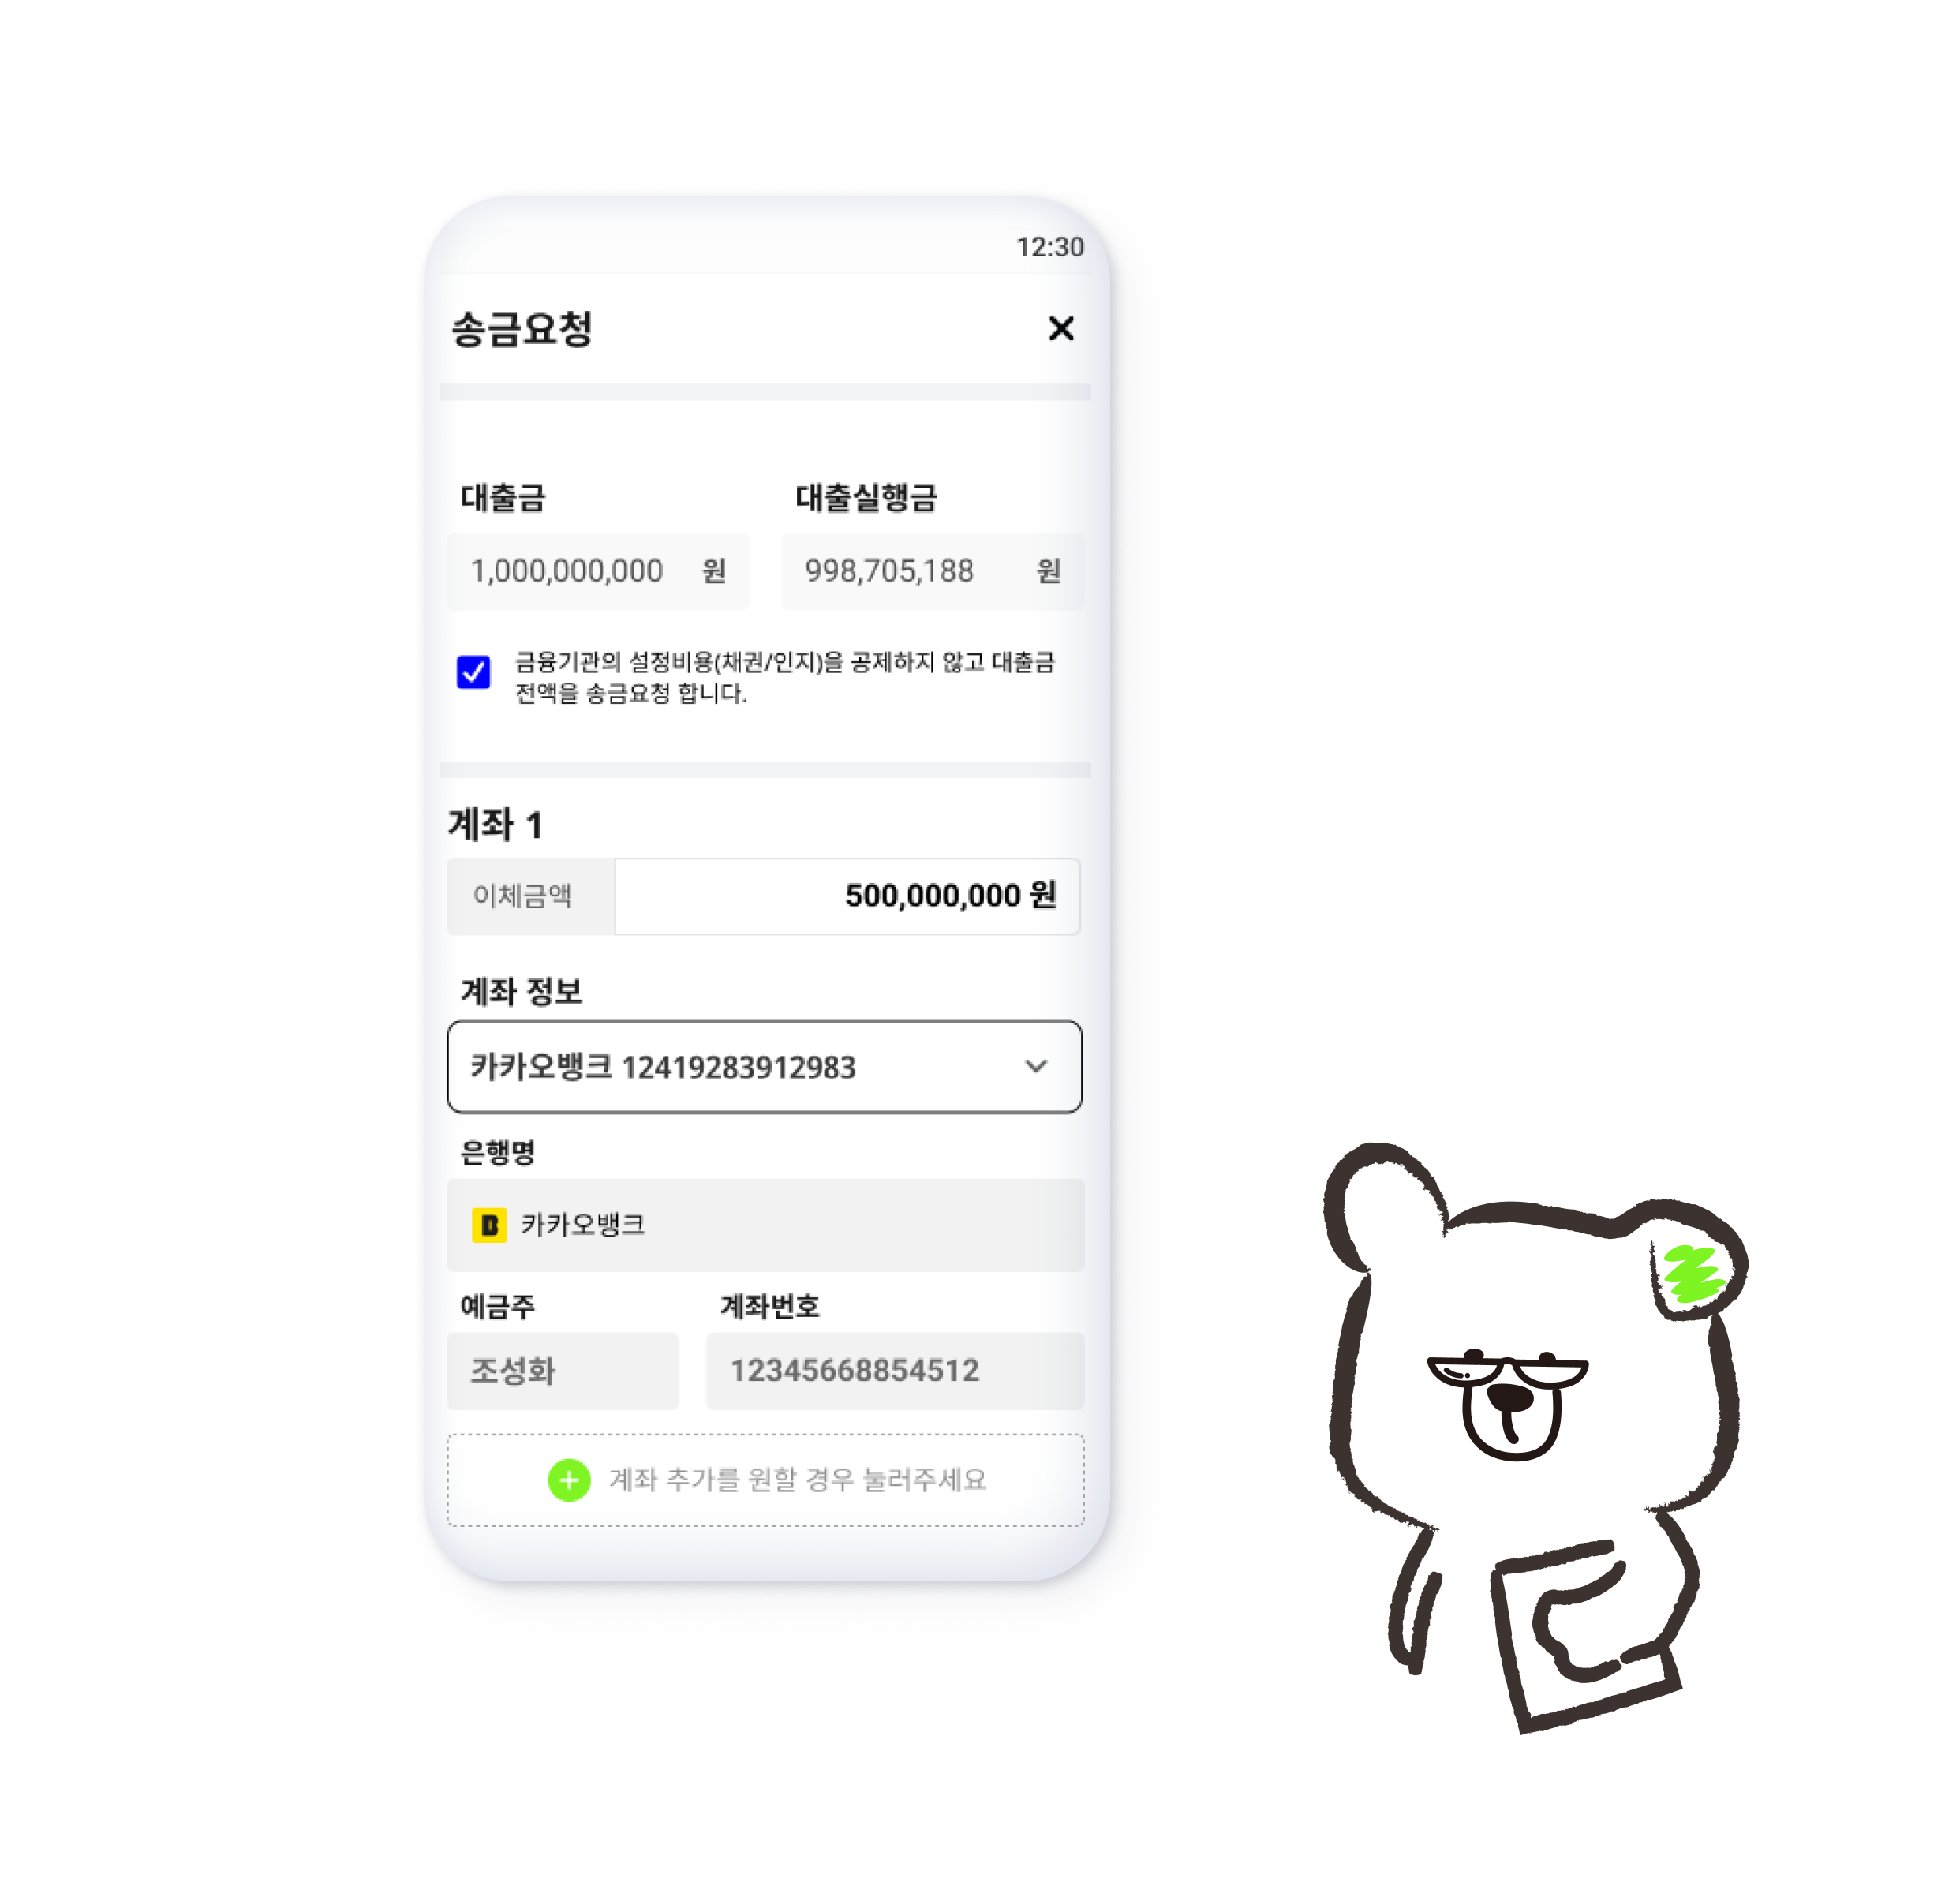 12:30
송금요청
대출금 대출실행금
1,000,000,000 원 998,705,188 원
금융기관의 설정비용(채권/인지)을 공제하지 않고 대출금
전액을 송금요청 합니다.
계좌 1
이체금액 500,000,000 원
계좌 정보
카카오뱅크 12419283912983
은행명
B 카카오뱅크
예금주 계좌번호
조성화 12345668854512
계좌 추가를 원할 경우 눌러주세요